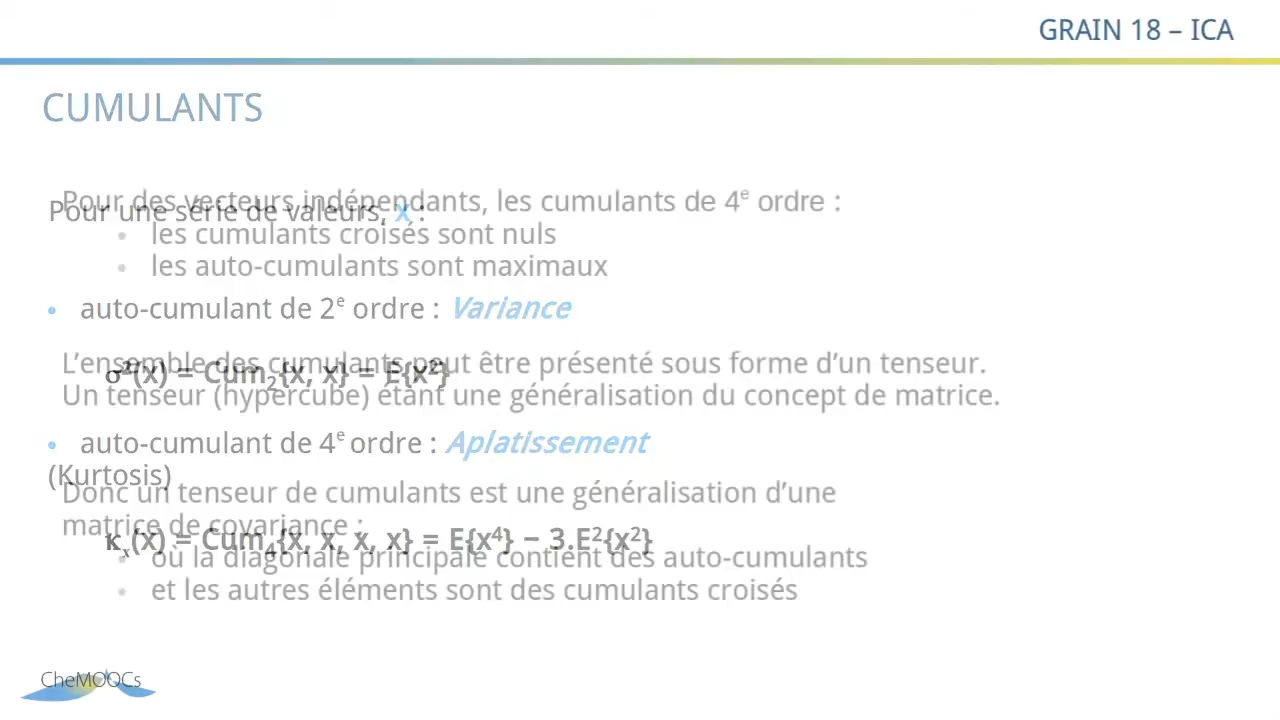 GRAIN 18 – ICA
CUMULANTS
Pour des vecteurs indépendants, les cumulants de 4e ordre :
Pour une série de valeurs, x :
• les cumulants croisés sont nuls
• les auto-cumulants sont maximaux
• auto-cumulant de 2e ordre : Variance
L’ensemble des cumulants peut être présenté sous forme d’un tenseur.
σ²(x) = Cum₂{x, x} = E{x²}
Un tenseur (hypercube) étant une généralisation du concept de matrice.
• auto-cumulant de 4e ordre : Aplatissement
(Kurtosis)
Donc un tenseur de cumulants est une généralisation d’une
matrice de covariance :
κₓ(x) = Cum₄{x, x, x, x} = E{x⁴} − 3.E²{x²}
• où la diagonale principale contient des auto-cumulants
• et les autres éléments sont des cumulants croisés
CheMOOCs